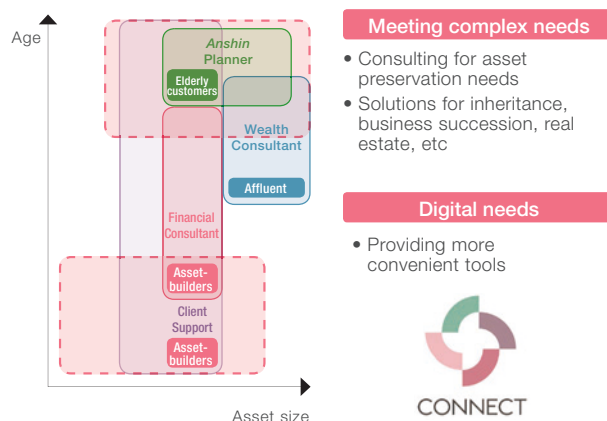 Age
Anshin
Planner
Elderly
customers
Wealth
Consultant
Affluent
Financial
Consultant
Asset-
builders
Client
Support
Asset-
builders
Asset size
Meeting complex needs
• Consulting for asset
preservation needs
• Solutions for inheritance,
business succession, real
estate, etc
Digital needs
• Providing more
convenient tools
CONNECT